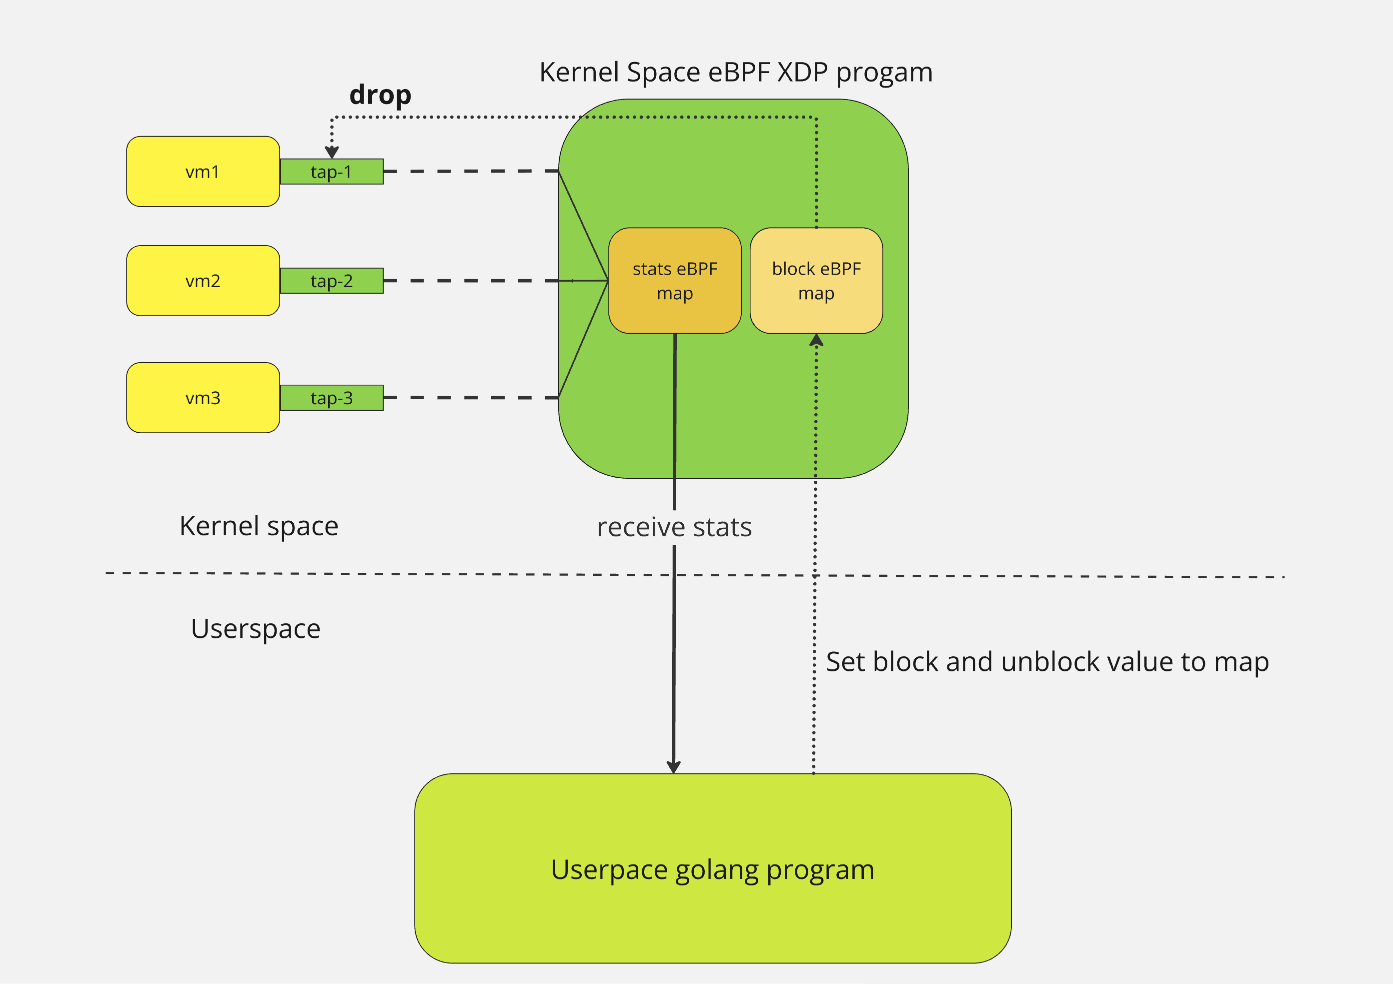 Kernel Space eBPF XDP progam
drop
vm1
tap-1
vm2
tap-2
stats eBPF
map
block eBPF
map
vm3
tap-3
Kernel space
receive stats
Userspace
Set block and unblock value to map
Userpace golang program